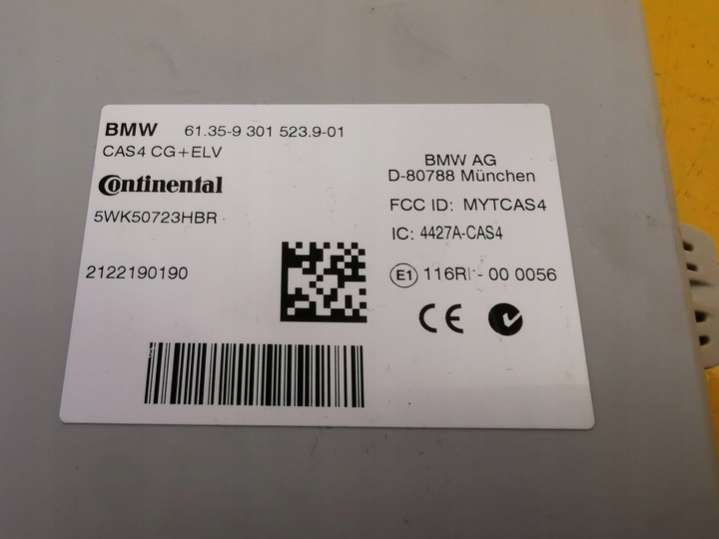 BMW 61.35-9 301 523.9-01
CAS4 CG+ELV
Continental
5WK50723HBR
2122190190
BMW AG
D-80788 München
FCC ID: MYTCAS4
IC: 4427A-CAS4
E1 116RI - 00 0056
CE